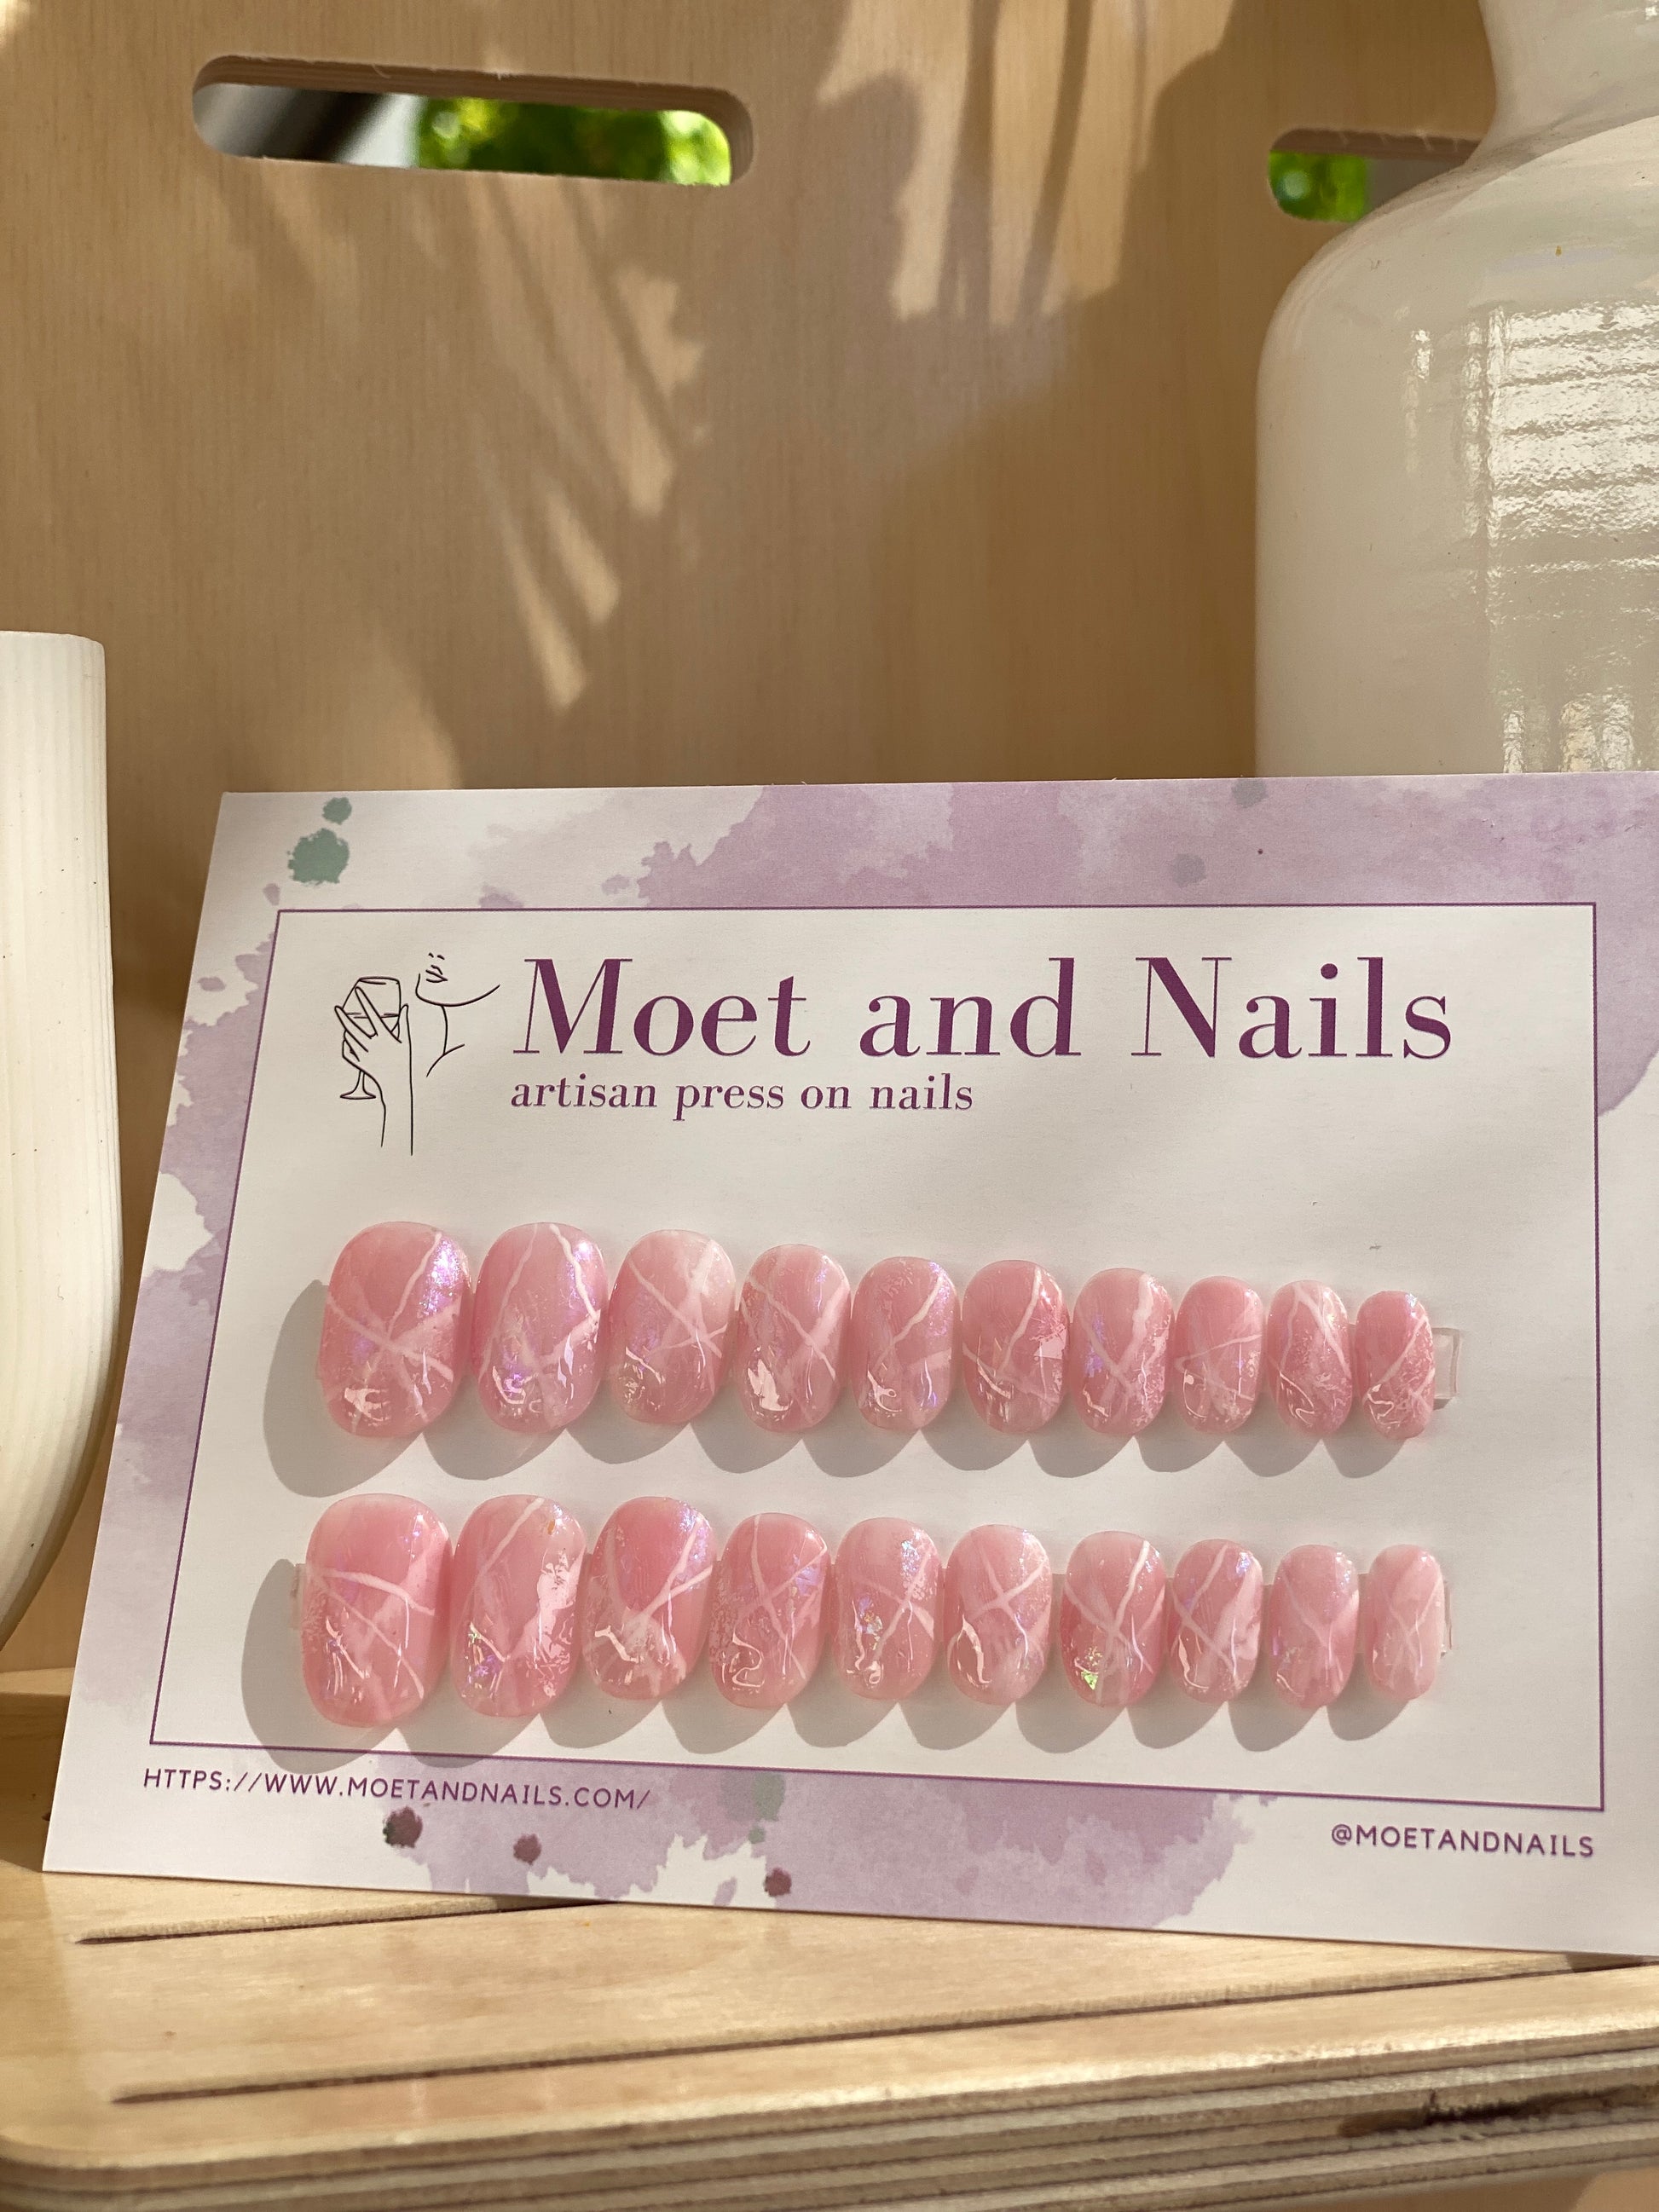 Moet and Nails
artisan press on nails
HTTPS://WWW.MOETANDNAILS.COM/
@MOETANDNAILS